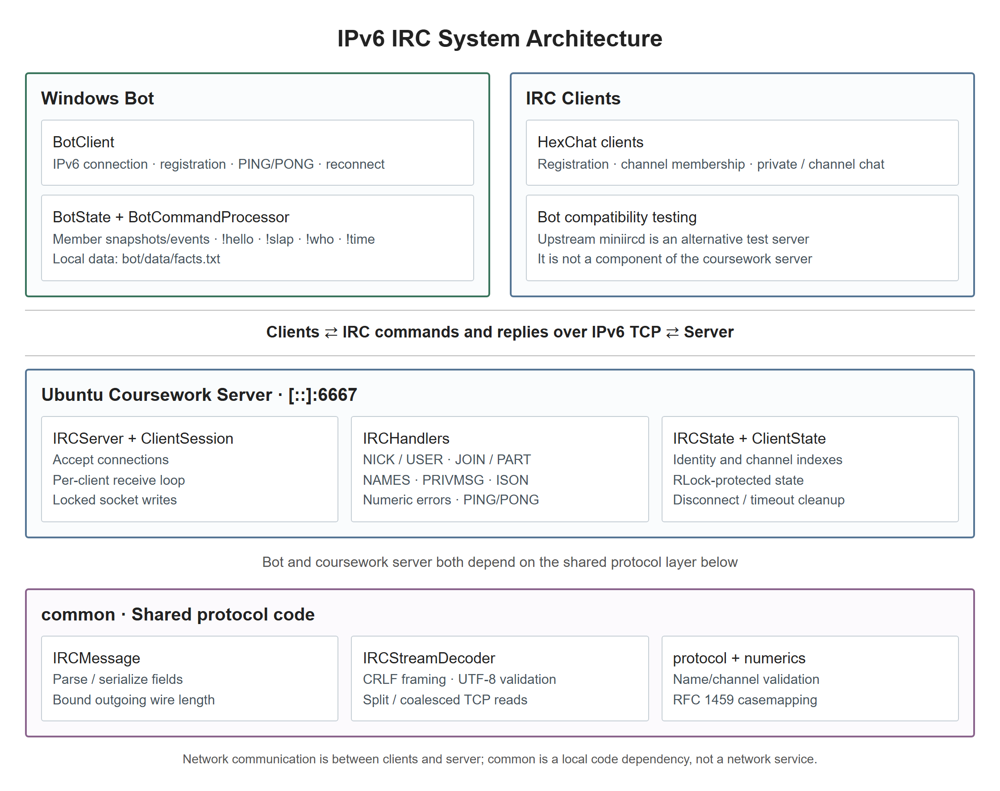 IPv6 IRC System Architecture
Windows Bot
BotClient
IPv6 connection · registration · PING/PONG · reconnect
BotState + BotCommandProcessor
Member snapshots/events · !hello · !slap · !who · !time
Local data: bot/data/facts.txt
IRC Clients
HexChat clients
Registration · channel membership · private / channel chat
Bot compatibility testing
Upstream miniircd is an alternative test server
It is not a component of the coursework server
Clients ⇄ IRC commands and replies over IPv6 TCP ⇄ Server
Ubuntu Coursework Server · [::]:6667
IRCServer + ClientSession
Accept connections
Per-client receive loop
Locked socket writes
IRCHandlers
NICK / USER · JOIN / PART
NAMES · PRIVMSG · ISON
Numeric errors · PING/PONG
IRCState + ClientState
Identity and channel indexes
RLock-protected state
Disconnect / timeout cleanup
Bot and coursework server both depend on the shared protocol layer below
common · Shared protocol code
IRCMessage
Parse / serialize fields
Bound outgoing wire length
IRCStreamDecoder
CRLF framing · UTF-8 validation
Split / coalesced TCP reads
protocol + numerics
Name/channel validation
RFC 1459 casemapping
Network communication is between clients and server; common is a local code dependency, not a network service.